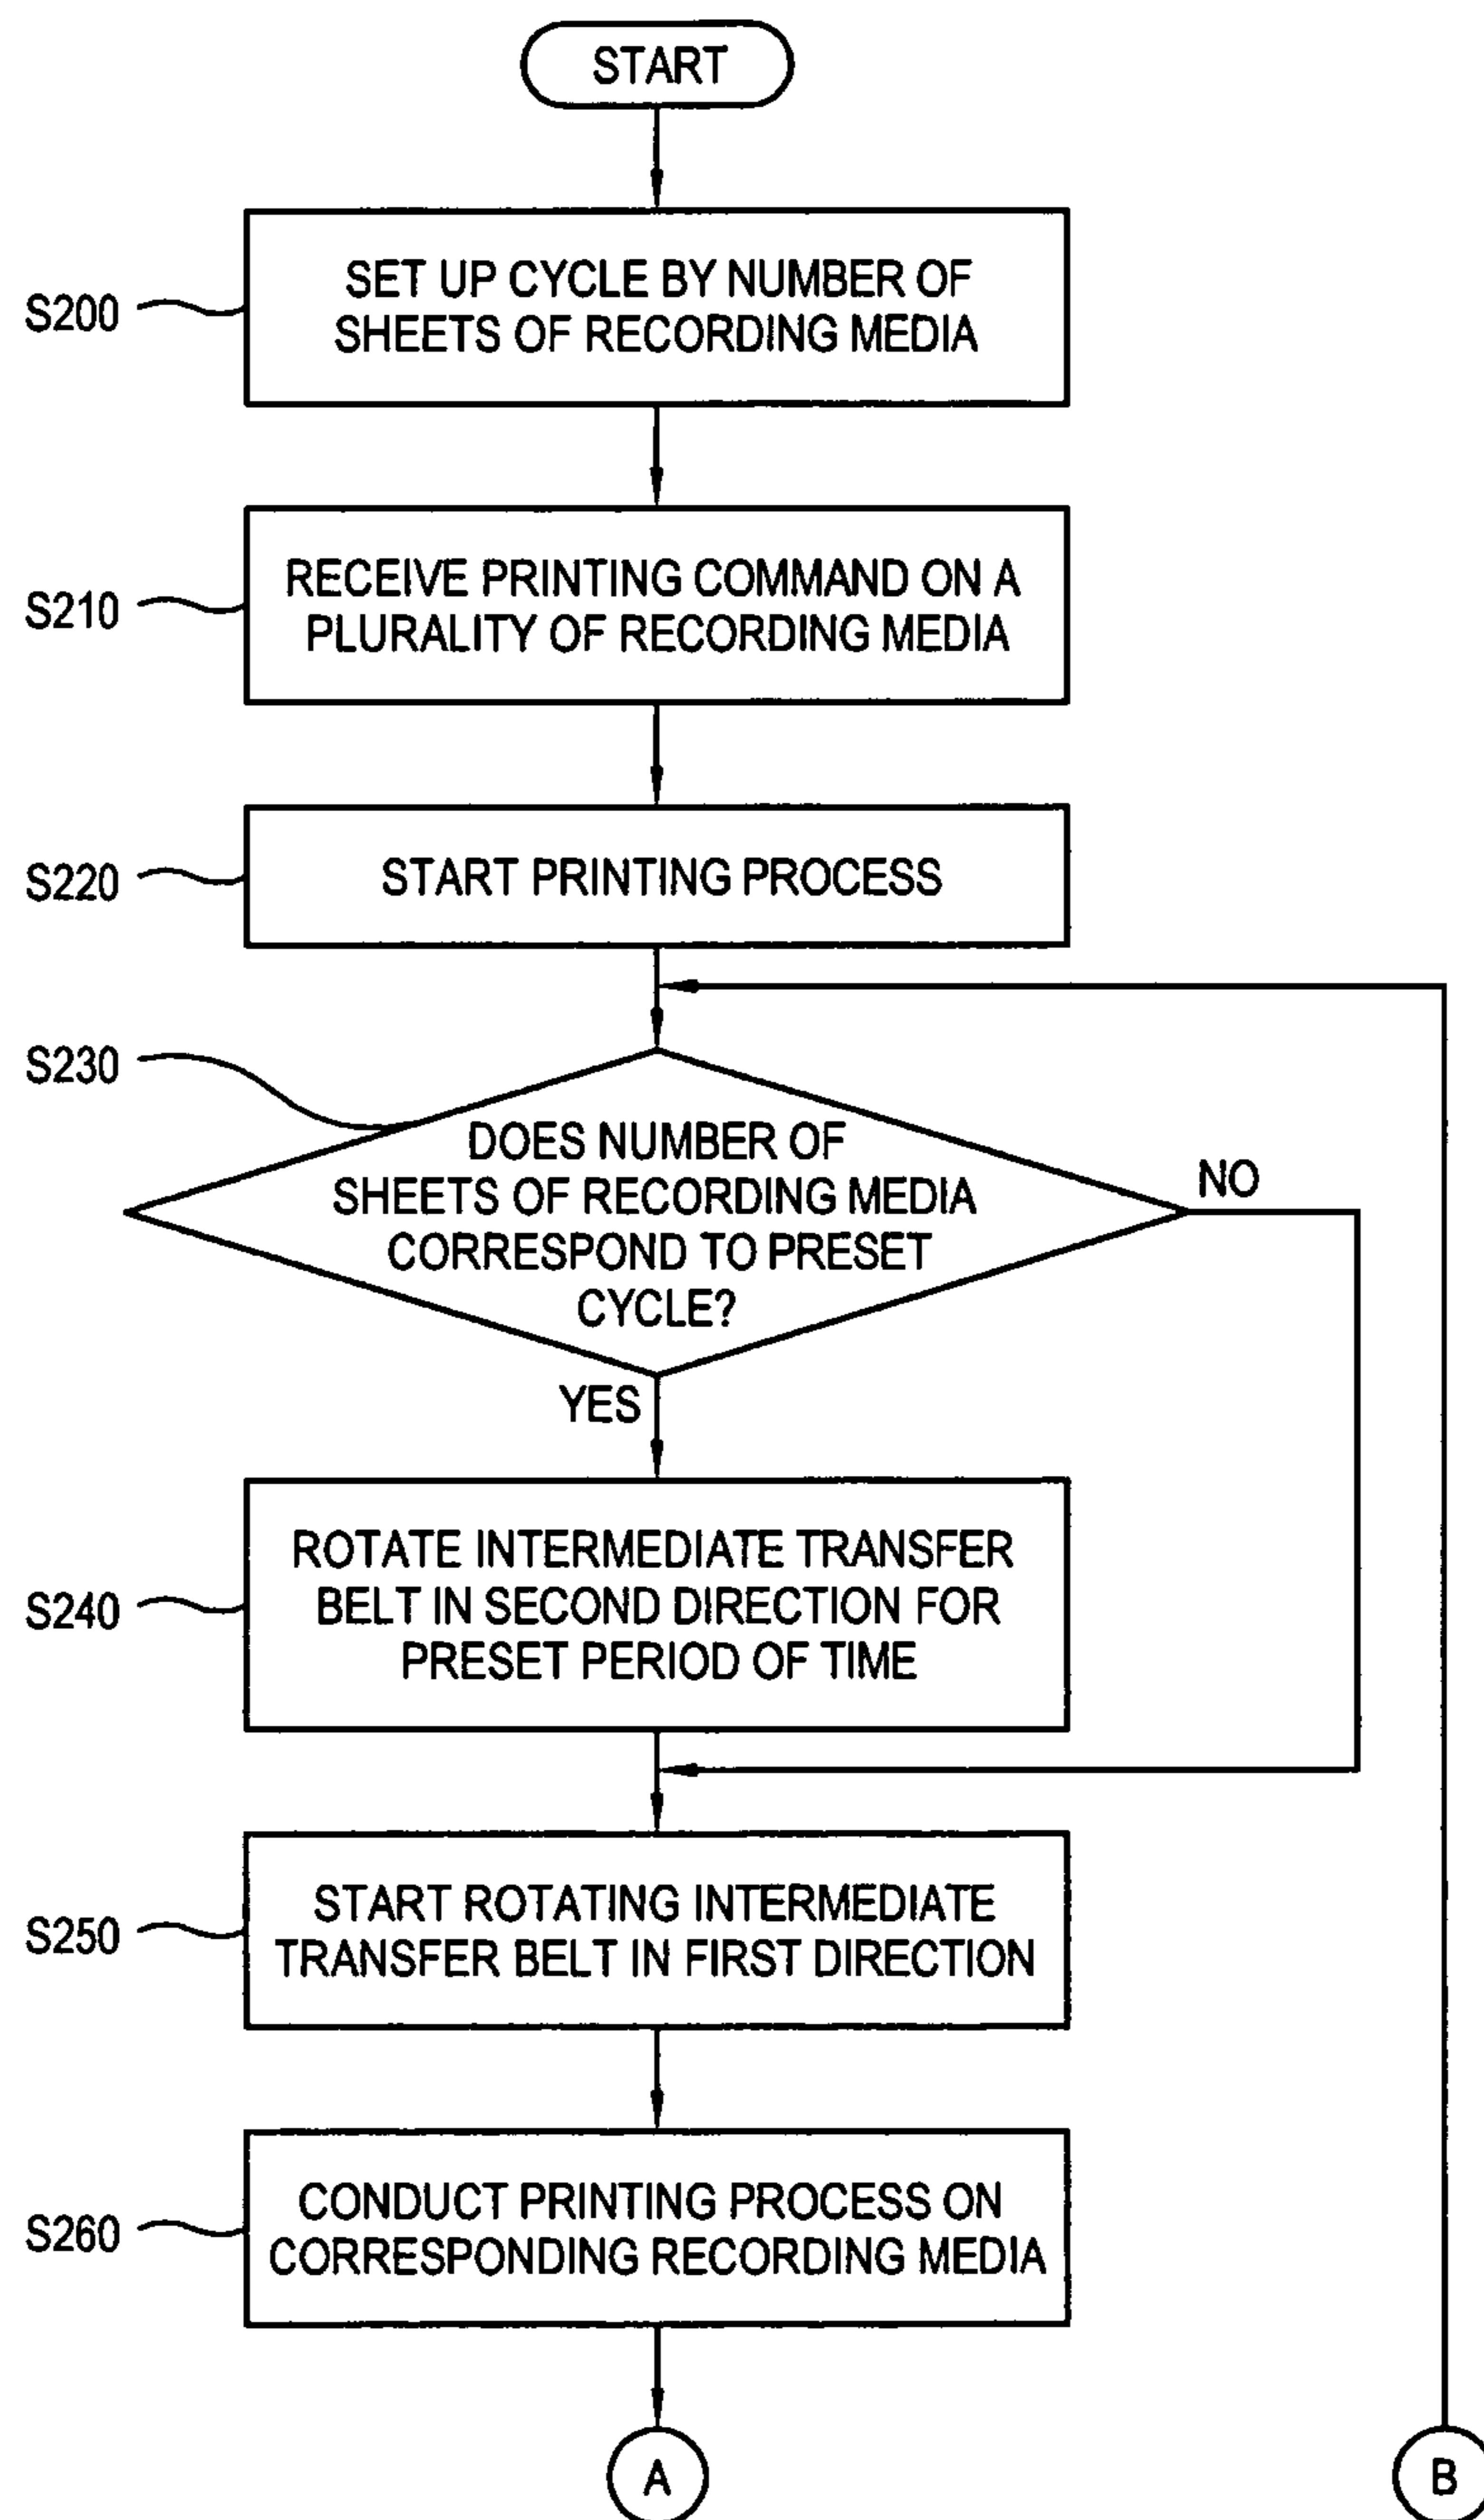 START
S200
SET UP CYCLE BY NUMBER OF
SHEETS OF RECORDING MEDIA
S210
RECEIVE PRINTING COMMAND ON A
PLURALITY OF RECORDING MEDIA
S220
START PRINTING PROCESS
S230
DOES NUMBER OF
SHEETS OF RECORDING MEDIA
CORRESPOND TO PRESET
CYCLE?
NO
YES
S240
ROTATE INTERMEDIATE TRANSFER
BELT IN SECOND DIRECTION FOR
PRESET PERIOD OF TIME
S250
START ROTATING INTERMEDIATE
TRANSFER BELT IN FIRST DIRECTION
S260
CONDUCT PRINTING PROCESS ON
CORRESPONDING RECORDING MEDIA
A
B